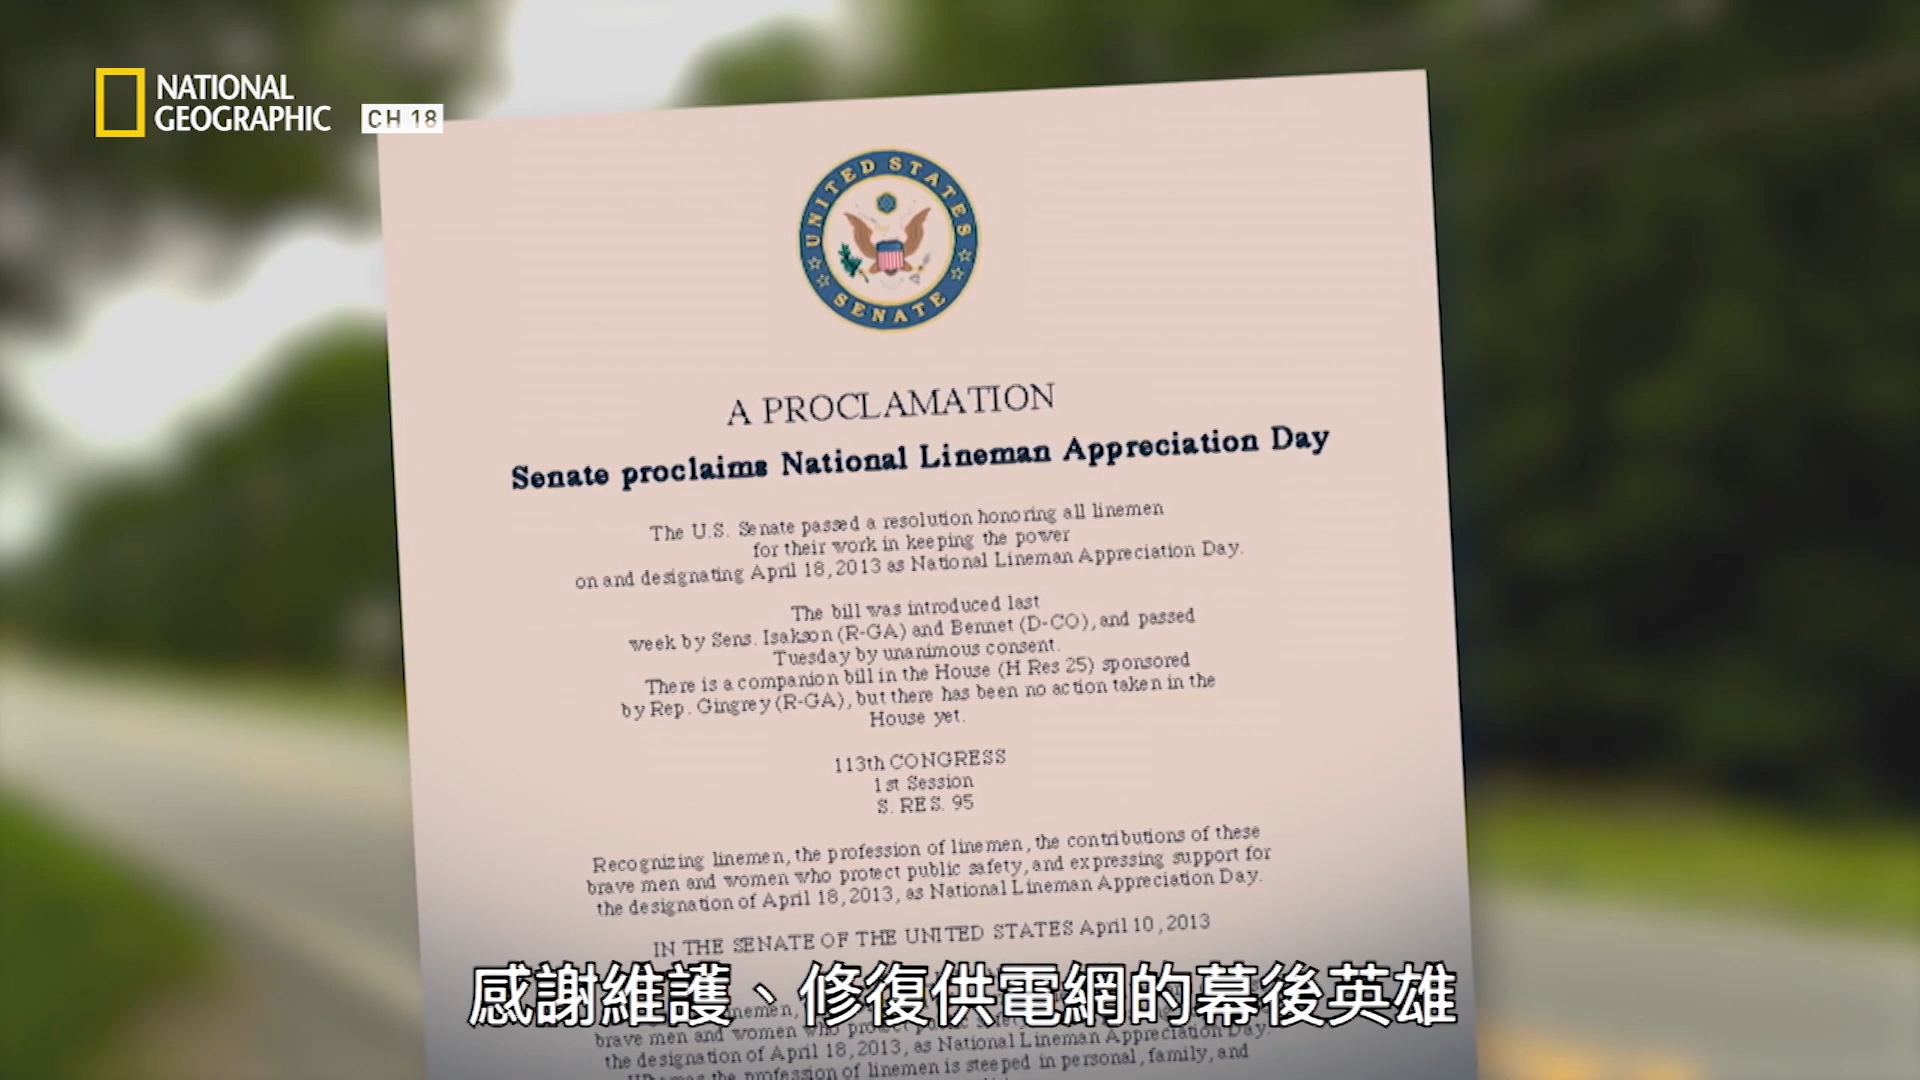 NATIONAL
GEOGRAPHIC
CH 18
UNITED STATES
SENATE
A PROCLAMATION
Senate proclaims National Lineman Appreciation Day
The U.S. Senate passed a resolution honoring all linemen
for their work in keeping the power
on and designating April 18, 2013 as National Lineman Appreciation Day.
The bill was introduced last
week by Sens. Isakson (R-GA) and Bennet (D-CO), and passed
Tuesday by unanimous consent.
There is a companion bill in the House (H Res 25) sponsored
by Rep. Gingrey (R-GA), but there has been no action taken in the
House yet.
113th CONGRESS
1st Session
S. RES. 95
Recognizing linemen, the profession of linemen, the contributions of these
brave men and women who protect public safety, and expressing support for
the designation of April 18, 2013, as National Lineman Appreciation Day.
IN THE SENATE OF THE UNITED STATES April 10, 2013
感謝維護、修復供電網的幕後英雄
brave men and women who protect public
the designation of April 18, 2013, as National Lineman Appreciation Day.
the profession of linemen is steeped in personal, family, and